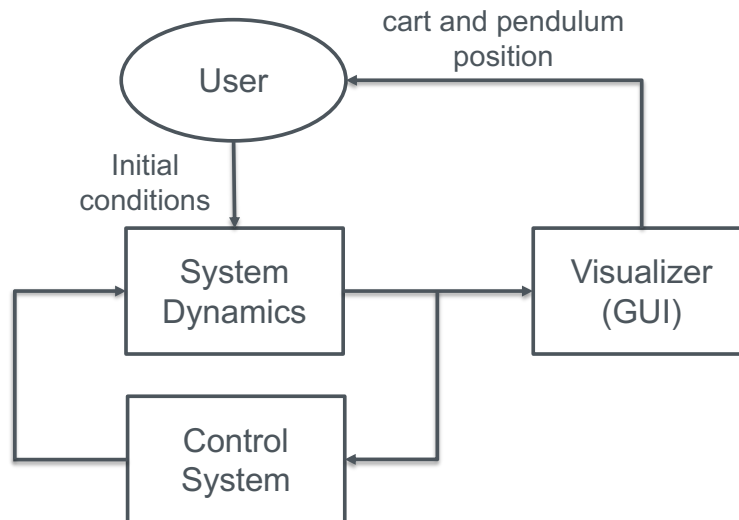 cart and pendulum
position
User
Initial
conditions
System
Dynamics
Visualizer
(GUI)
Control
System